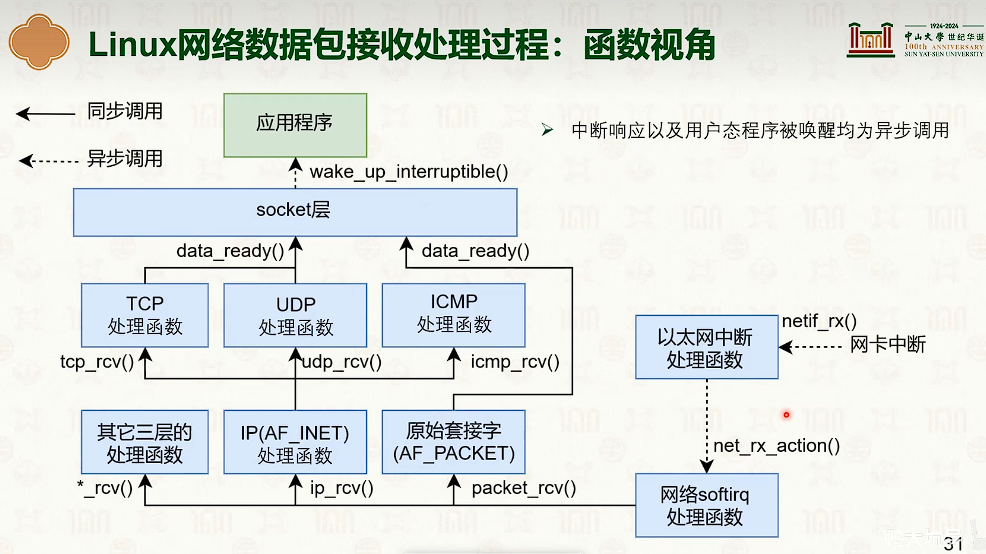 Linux网络数据包接收处理过程：函数视角
1924-2024
中山大学 世纪华诞
100th ANNIVERSARY
SUN YAT-SEN UNIVERSITY
同步调用
异步调用
应用程序
中断响应以及用户态程序被唤醒均为异步调用
wake_up_interruptible()
socket层
data_ready()
data_ready()
TCP
处理函数
UDP
处理函数
ICMP
处理函数
以太网中断
处理函数
netif_rx()
网卡中断
tcp_rcv()
udp_rcv()
icmp_rcv()
其它三层的
处理函数
IP(AF_INET)
处理函数
原始套接字
(AF_PACKET)
net_rx_action()
*_rcv()
ip_rcv()
packet_rcv()
网络softirq
处理函数
31